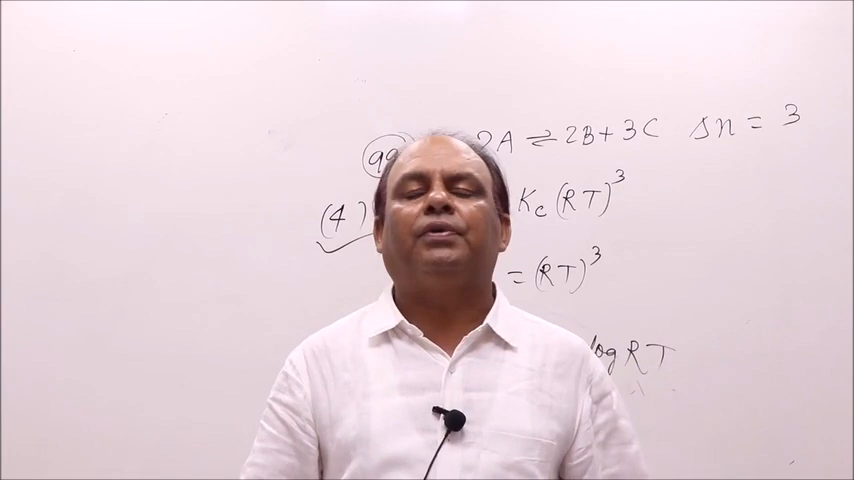 2A ⇌ 2B + 3C Δn = 3
(4) Kc (RT)³
= (RT)³
log RT